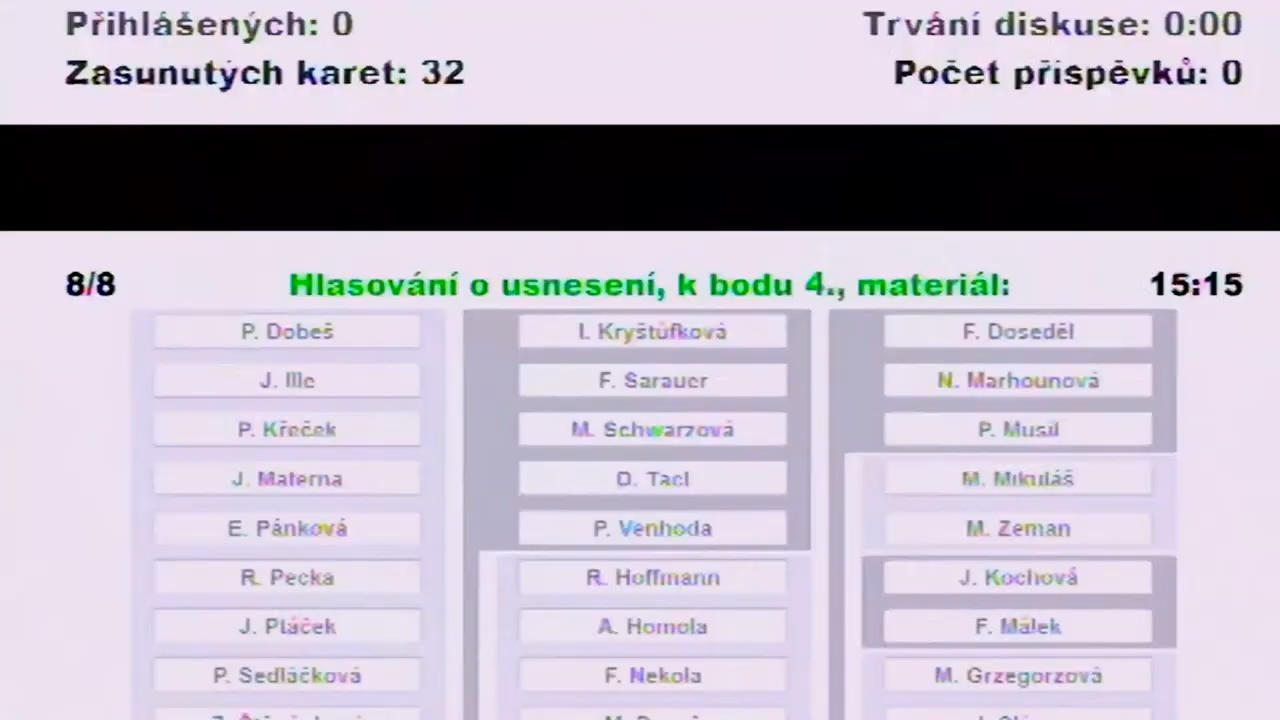 Přihlášených: 0
Trvání diskuse: 0:00
Zasunutých karet: 32
Počet příspěvků: 0
8/8
Hlasování o usnesení, k bodu 4., materiál:
15:15
P. Dobeš
I. Kryštůfková
F. Doseděl
J. Ille
F. Sarauer
N. Marhounová
P. Křeček
M. Schwarzová
P. Musil
J. Materna
D. Tacl
M. Mikuláš
E. Pánková
P. Venhoda
M. Zeman
R. Pecka
R. Hoffmann
J. Kochová
J. Ptáček
A. Homola
F. Málek
P. Sedláčková
F. Nekola
M. Grzegorzová